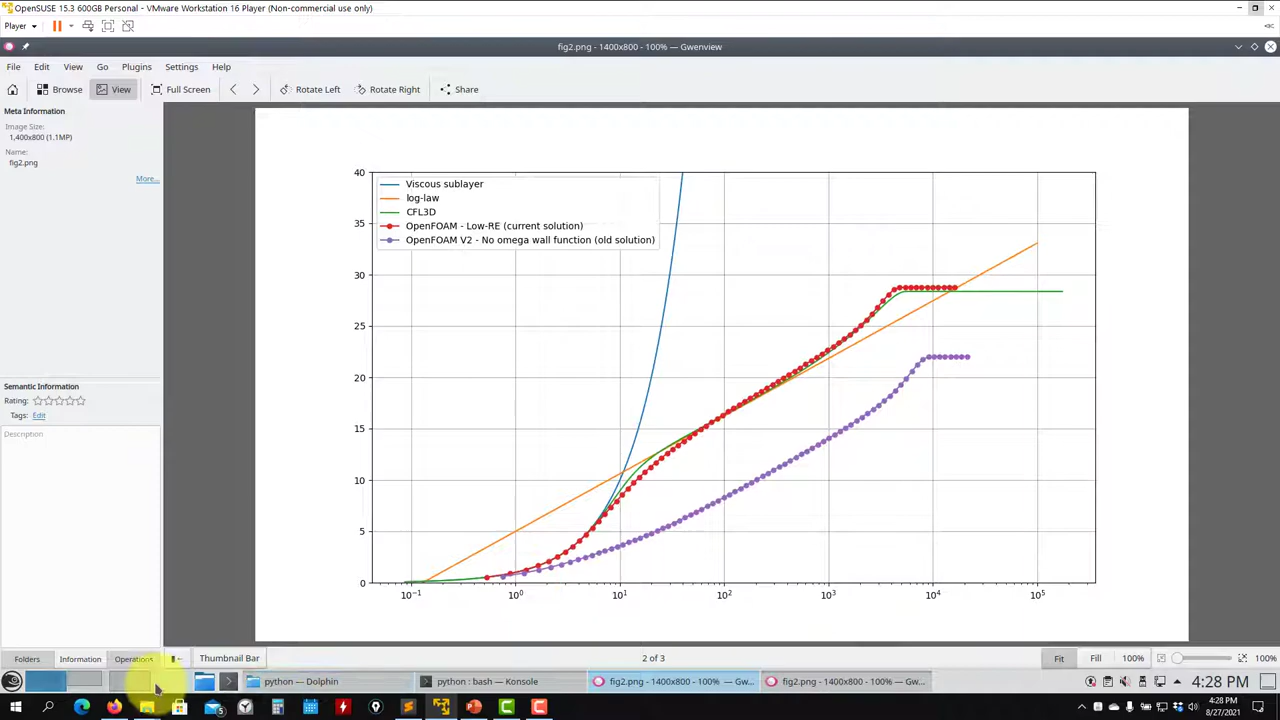 OpenSUSE 15.3 600GB Personal - VMware Workstation 16 Player (Non-commercial use only)
Player
fig2.png - 1400x800 - 100% — Gwenview
File Edit View Go Plugins Settings Help
Browse View Full Screen Rotate Left Rotate Right Share
Meta Information
Image Size:
1,400x800 (1.1MP)
Name:
fig2.png
More...
Semantic Information
Rating:
Tags: Edit
Description
40
35
30
25
20
15
10
5
0
Viscous sublayer
log-law
CFL3D
OpenFOAM - Low-RE (current solution)
OpenFOAM V2 - No omega wall function (old solution)
10⁻¹ 10⁰ 10¹ 10² 10³ 10⁴ 10⁵
Folders Information Operations Thumbnail Bar 2 of 3 Fit Fill 100% 100%
python — Dolphin python : bash — Konsole fig2.png - 1400x800 - 100% — Gw... fig2.png - 1400x800 - 100% — Gw... 4:28 PM
4:28 PM
8/27/2021